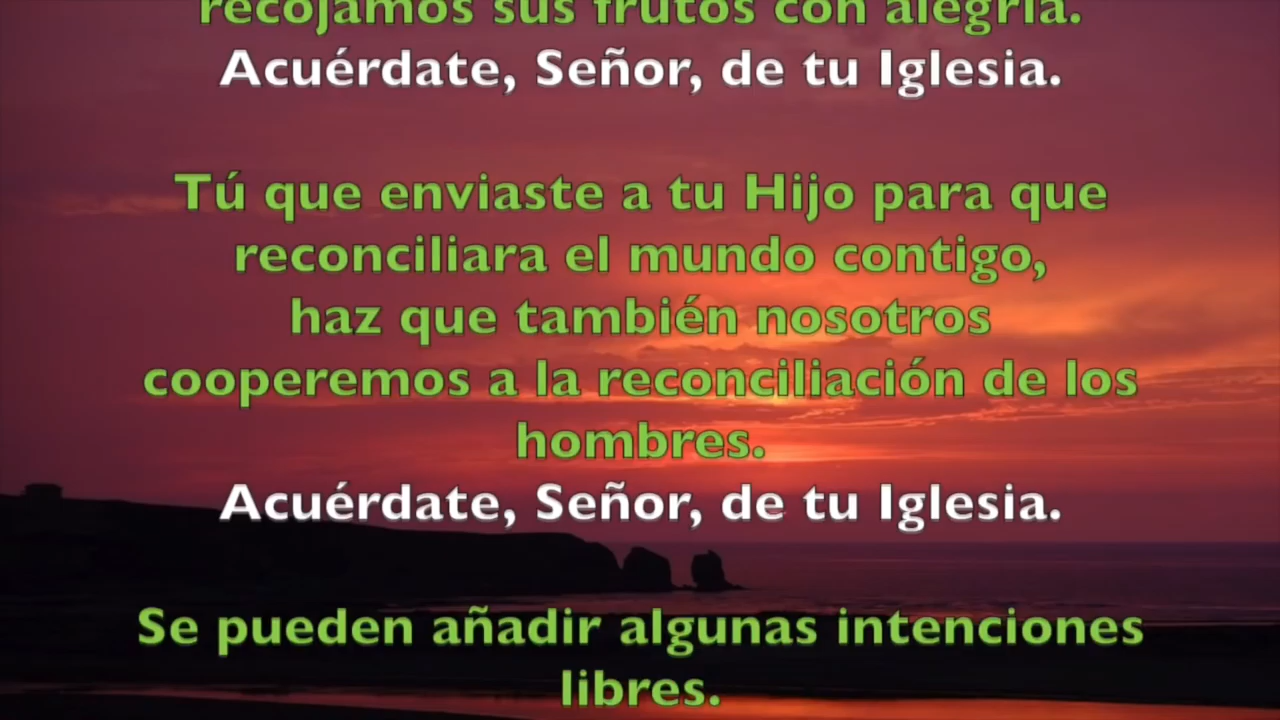 recojamos sus frutos con alegría.
Acuérdate, Señor, de tu Iglesia.
Tú que enviaste a tu Hijo para que
reconciliara el mundo contigo,
haz que también nosotros
cooperemos a la reconciliación de los
hombres.
Acuérdate, Señor, de tu Iglesia.
Se pueden añadir algunas intenciones
libres.